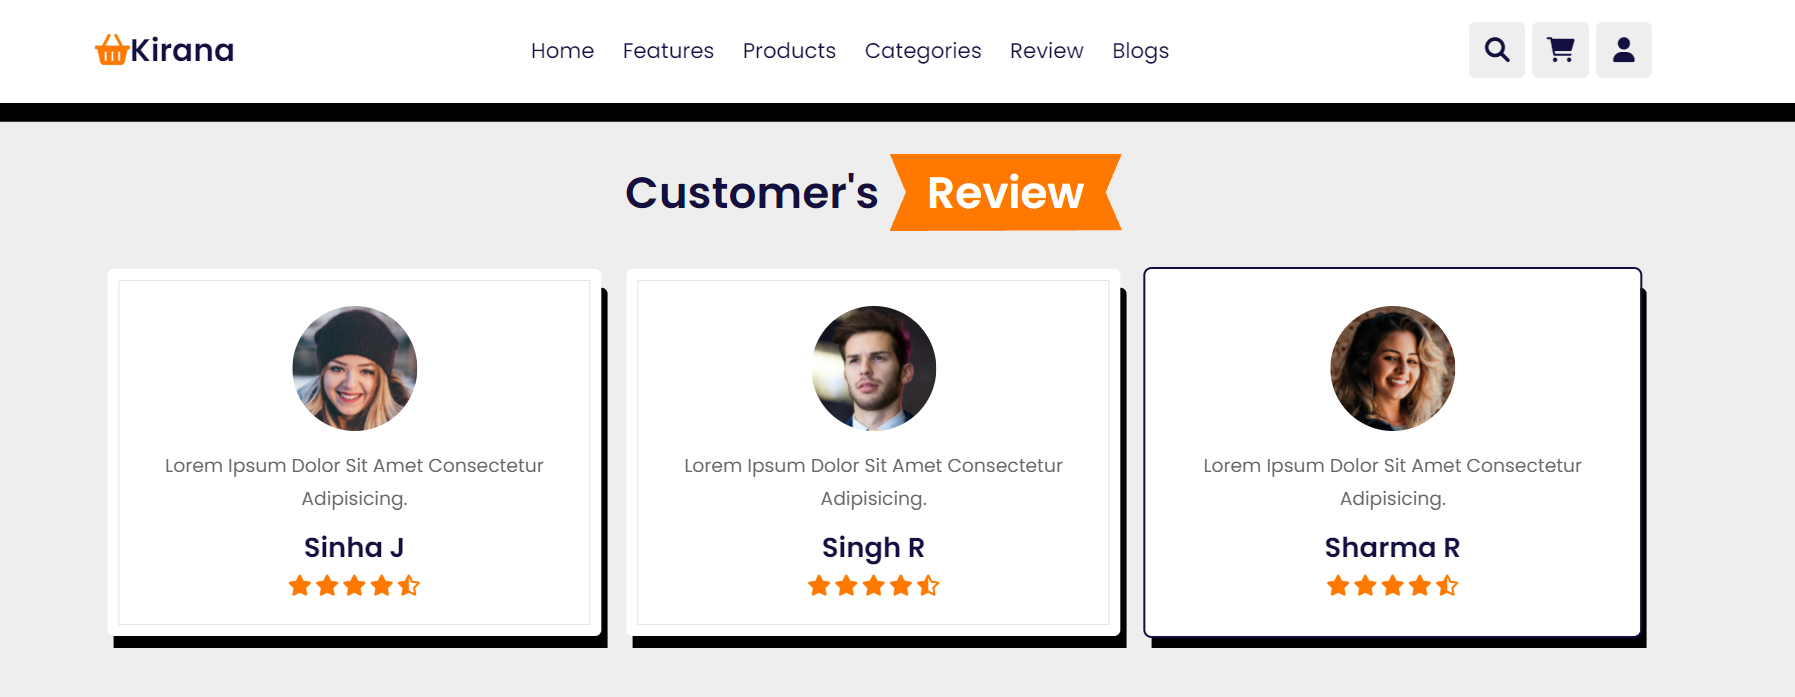 Kirana
Home Features Products Categories Review Blogs
Customer's Review
Lorem Ipsum Dolor Sit Amet Consectetur
Adipisicing.
Sinha J
Lorem Ipsum Dolor Sit Amet Consectetur
Adipisicing.
Singh R
Lorem Ipsum Dolor Sit Amet Consectetur
Adipisicing.
Sharma R